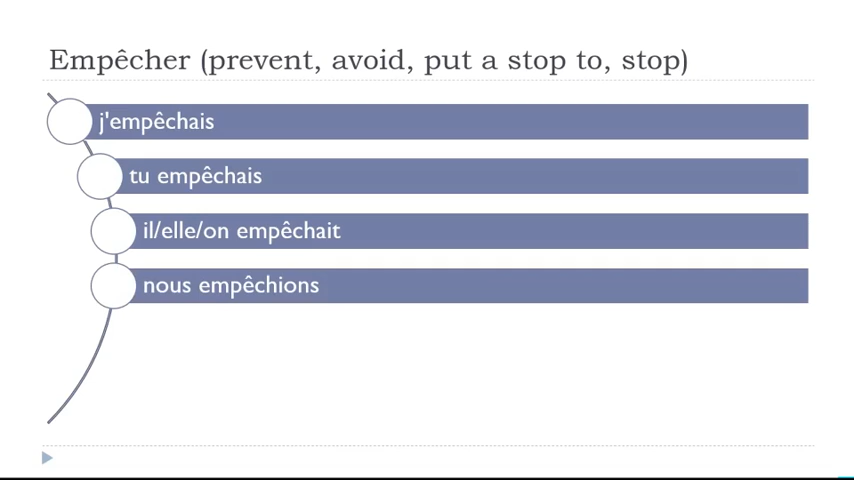 Empêcher (prevent, avoid, put a stop to, stop)
j'empêchais
tu empêchais
il/elle/on empêchait
nous empêchions